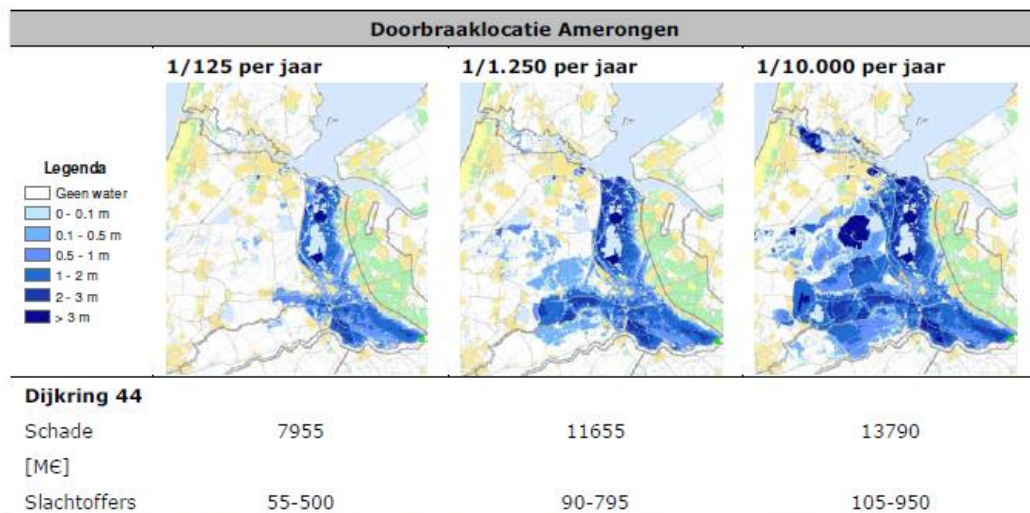 Doorbraaklocatie Amerongen
1/125 per jaar 1/1.250 per jaar 1/10.000 per jaar
Legenda
Geen water
0 - 0.1 m
0.1 - 0.5 m
0.5 - 1 m
1 - 2 m
2 - 3 m
> 3 m
Dijkring 44
Schade 7955 11655 13790
[M€]
Slachtoffers 55-500 90-795 105-950